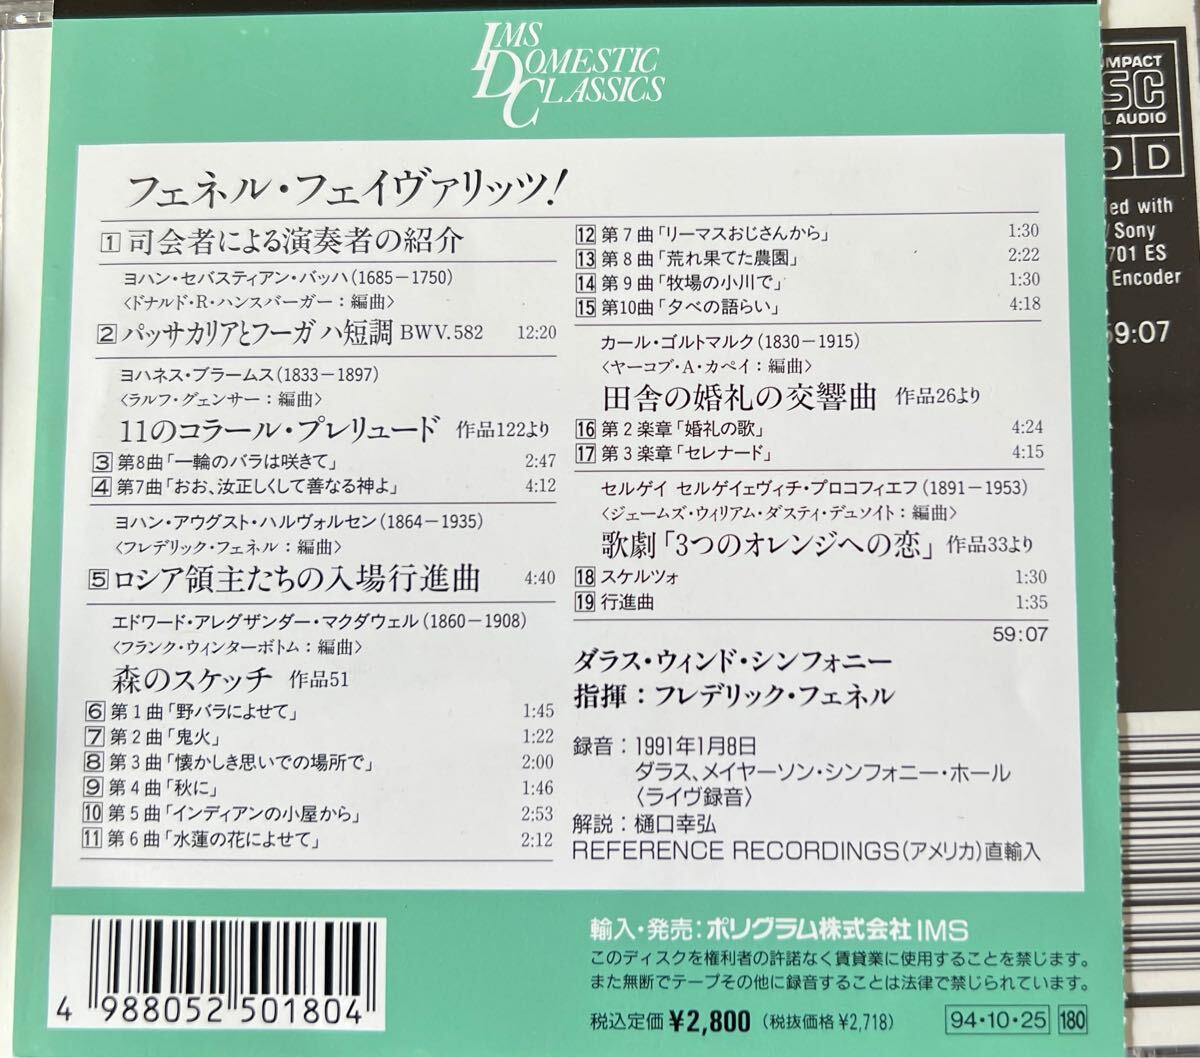 IMS
DOMESTIC
CLASSICS
フェネル・フェイヴァリッツ!
1 司会者による演奏者の紹介
ヨハン・セバスティアン・バッハ(1685−1750)
〈ドナルド・R・ハンスバーガー:編曲〉
2 パッサカリアとフーガ ハ短調 BWV.582 12:20
ヨハネス・ブラームス(1833−1897)
〈ラルフ・グェンサー:編曲〉
11のコラール・プレリュード 作品122より
3 第8曲「一輪のバラは咲きて」 2:47
4 第7曲「おお、汝正しくして善なる神よ」 4:12
ヨハン・アウグスト・ハルヴォルセン(1864−1935)
〈フレデリック・フェネル:編曲〉
5 ロシア領主たちの入場行進曲 4:40
エドワード・アレグザンダー・マクダウェル(1860−1908)
〈フランク・ウィンターボトム:編曲〉
森のスケッチ 作品51
6 第1曲「野バラによせて」 1:45
7 第2曲「鬼火」 1:22
8 第3曲「懐かしき思いでの場所で」 2:00
9 第4曲「秋に」 1:46
10 第5曲「インディアンの小屋から」 2:53
11 第6曲「水蓮の花によせて」 2:12
12 第7曲「リーマスおじさんから」 1:30
13 第8曲「荒れ果てた農園」 2:22
14 第9曲「牧場の小川で」 1:30
15 第10曲「夕べの語らい」 4:18
カール・ゴルトマルク(1830−1915)
〈ヤーコブ・A・カペイ:編曲〉
田舎の婚礼の交響曲 作品26より
16 第2楽章「婚礼の歌」 4:24
17 第3楽章「セレナード」 4:15
セルゲイ セルゲイェヴィチ・プロコフィエフ(1891−1953)
〈ジェームズ・ウィリアム・ダスティ・デュソイト:編曲〉
歌劇「3つのオレンジへの恋」 作品33より
18 スケルツォ 1:30
19 行進曲 1:35
59:07
ダラス・ウィンド・シンフォニー
指揮:フレデリック・フェネル
録音:1991年1月8日
ダラス、メイヤーソン・シンフォニー・ホール
〈ライヴ録音〉
解説:樋口幸弘
REFERENCE RECORDINGS(アメリカ)直輸入
4 988052 501804
輸入・発売:ポリグラム株式会社 IMS
このディスクを権利者の許諾なく賃貸業に使用することを禁じます。
また無断でテープその他に録音することは法律で禁じられています。
税込定価 ¥2,800 (税抜価格¥2,718) 94・10・25 180
AUDIO
D D
with
Sony
701 ES
Encoder
59:07